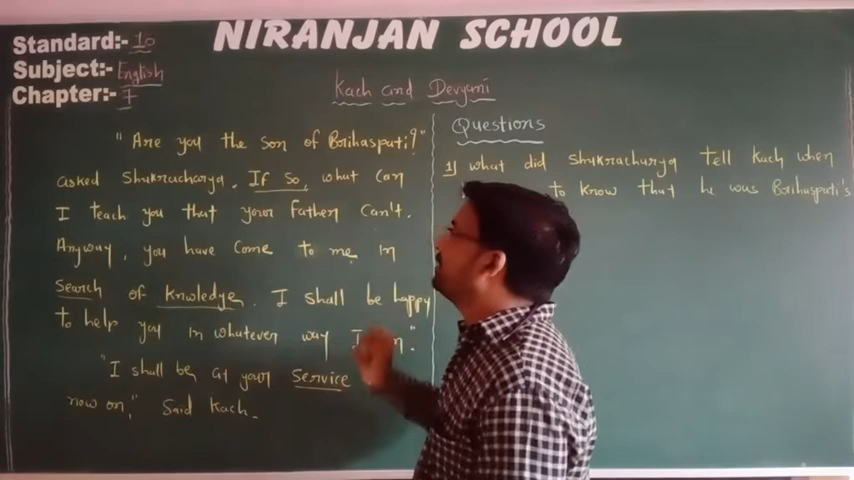 NIRANJAN SCHOOL
Standard:- 10
Subject:- English
Chapter:- 7
Kach and Devyani
"Are you the son of Brihaspati?"
asked Shukracharya. If so, what can
I teach you that your Father can't.
Anyway, you have come to me in
Search of knwledge. I shall be happy
to help you in whatever way I
"I shall be at your Service
now on," Said Kach.
Questions
1] what did Shukracharya tell Kach when
to know that he was Brihaspati's